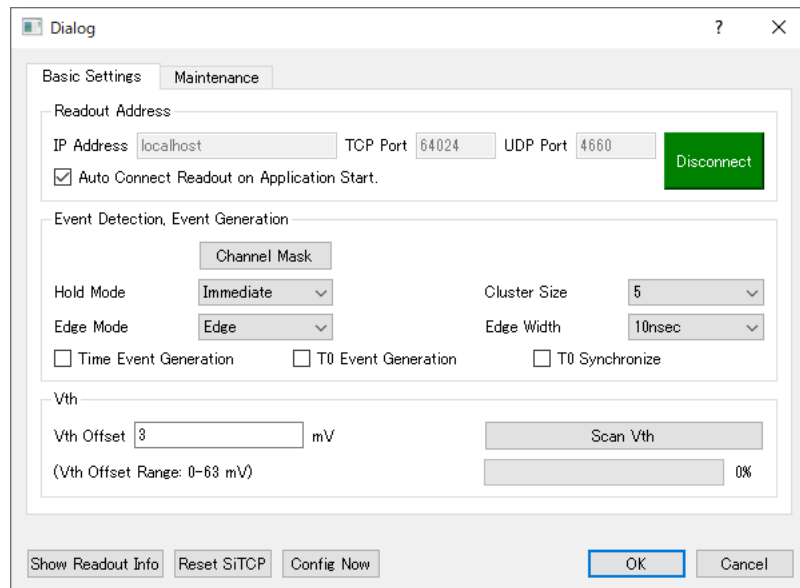 Dialog
Basic Settings Maintenance
Readout Address
IP Address localhost TCP Port 64024 UDP Port 4660 Disconnect
Auto Connect Readout on Application Start.
Event Detection, Event Generation
Channel Mask
Hold Mode Immediate Cluster Size 5
Edge Mode Edge Edge Width 10nsec
Time Event Generation T0 Event Generation T0 Synchronize
Vth
Vth Offset 3 mV Scan Vth
(Vth Offset Range: 0-63 mV) 0%
Show Readout Info Reset SiTCP Config Now OK Cancel